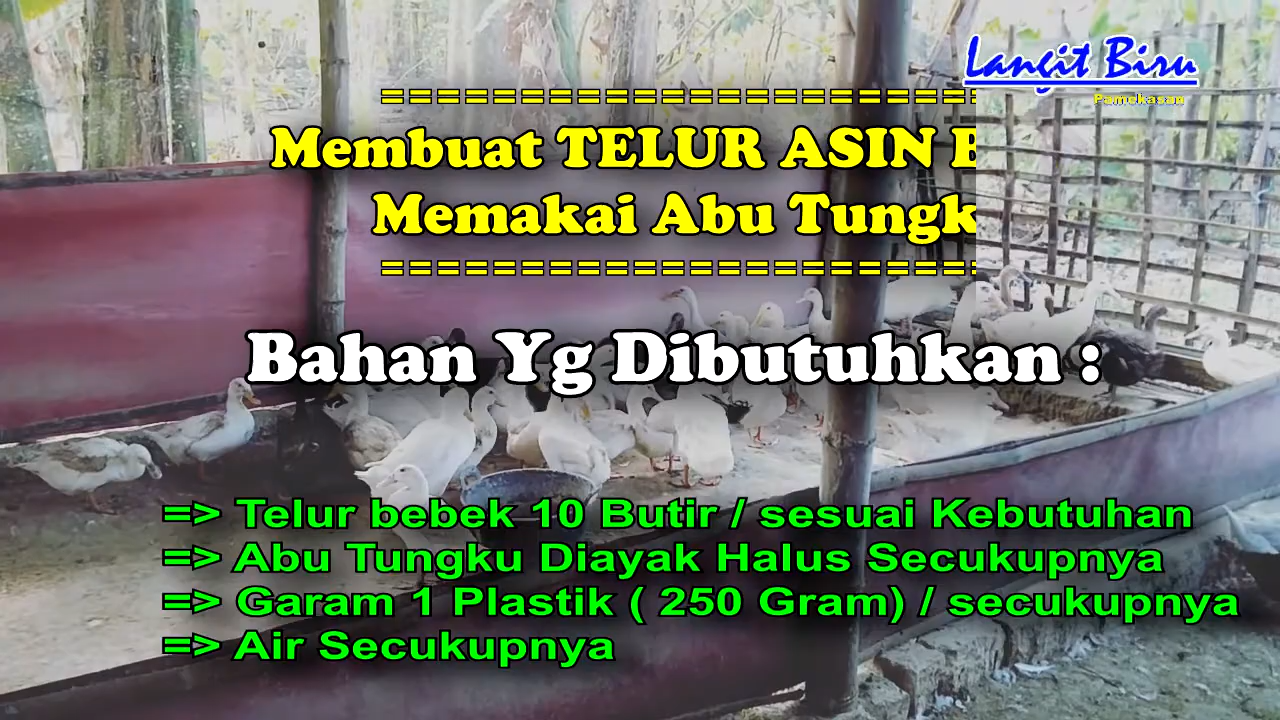 Langit Biru
Pamekasan
=====================
Membuat TELUR ASIN
Memakai Abu
=====================
Bahan Yg Dibutuhkan :
=> Telur bebek 10 Butir / sesuai Kebutuhan
=> Abu Tungku Diayak Halus Secukupnya
=> Garam 1 Plastik ( 250 Gram) / secukupnya
=> Air Secukupnya